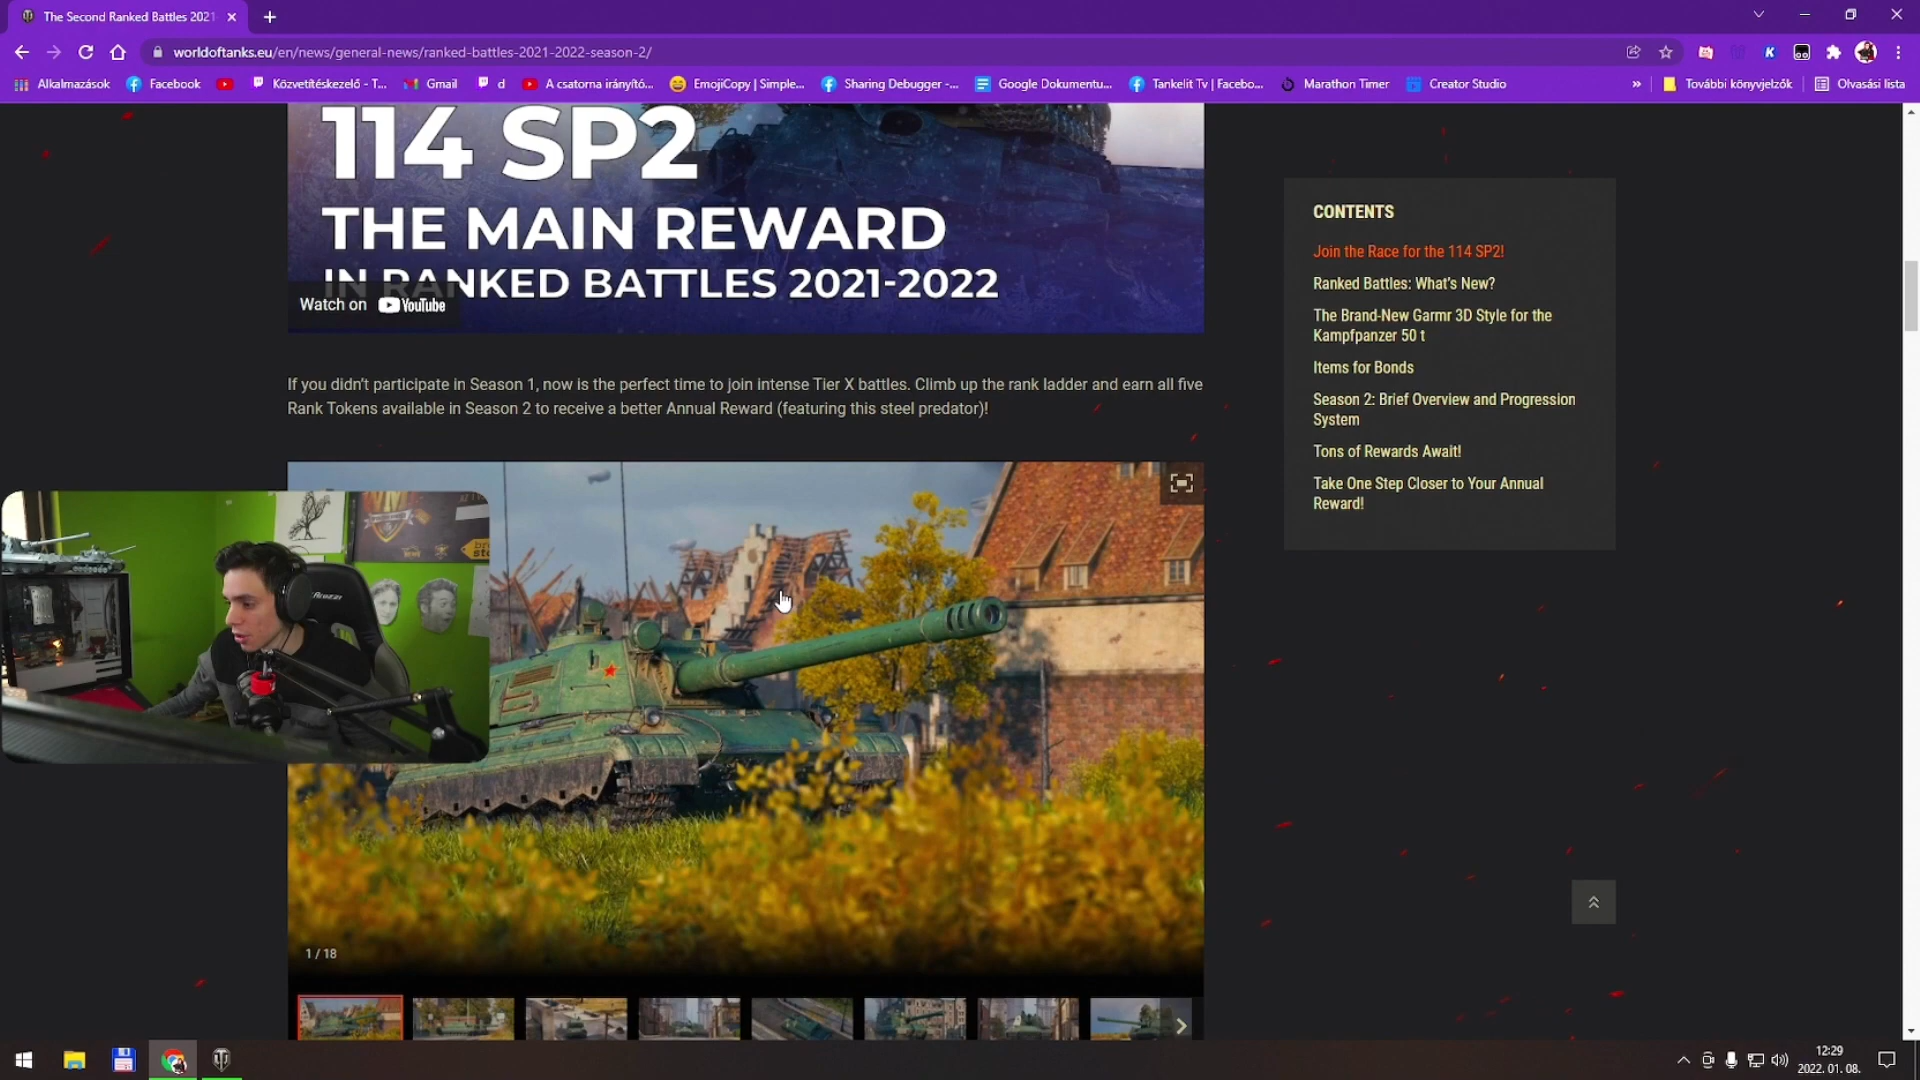 The Second Ranked Battles 2021
worldoftanks.eu/en/news/general-news/ranked-battles-2021-2022-season-2/
Alkalmazások
Facebook
Közvetítéskezelő - T...
Gmail
d
A csatorna irányító...
EmojiCopy | Simple...
Sharing Debugger -...
Google Dokumentu...
Tankelit Tv | Facebo...
Marathon Timer
Creator Studio
»
További könyvjelzők
Olvasási lista
114 SP2
THE MAIN REWARD
IN RANKED BATTLES 2021-2022
Watch on YouTube
If you didn't participate in Season 1, now is the perfect time to join intense Tier X battles. Climb up the rank ladder and earn all five
Rank Tokens available in Season 2 to receive a better Annual Reward (featuring this steel predator)!
1 / 18
CONTENTS
Join the Race for the 114 SP2!
Ranked Battles: What's New?
The Brand-New Garmr 3D Style for the
Kampfpanzer 50 t
Items for Bonds
Season 2: Brief Overview and Progression
System
Tons of Rewards Await!
Take One Step Closer to Your Annual
Reward!
12:29
2022. 01. 08.